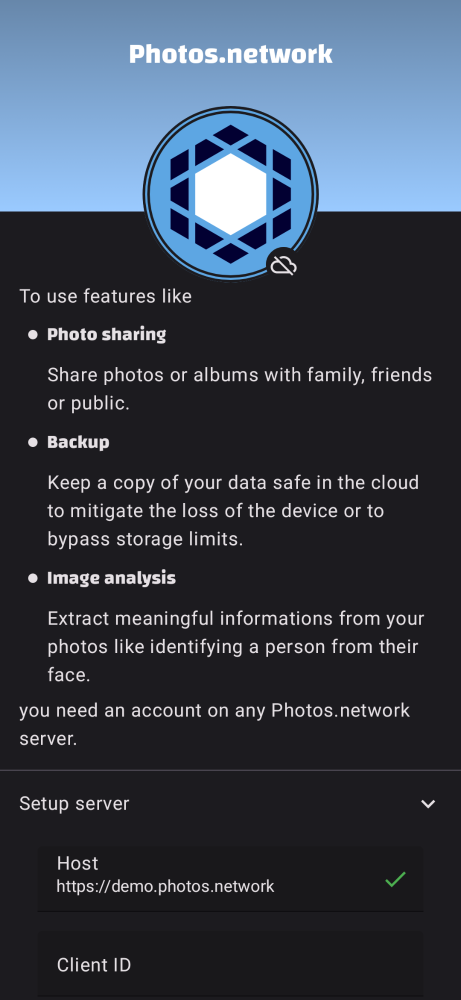 Photos.network
To use features like
Photo sharing
Share photos or albums with family, friends
or public.
Backup
Keep a copy of your data safe in the cloud
to mitigate the loss of the device or to
bypass storage limits.
Image analysis
Extract meaningful informations from your
photos like identifying a person from their
face.
you need an account on any Photos.network
server.
Setup server
Host
https://demo.photos.network
Client ID